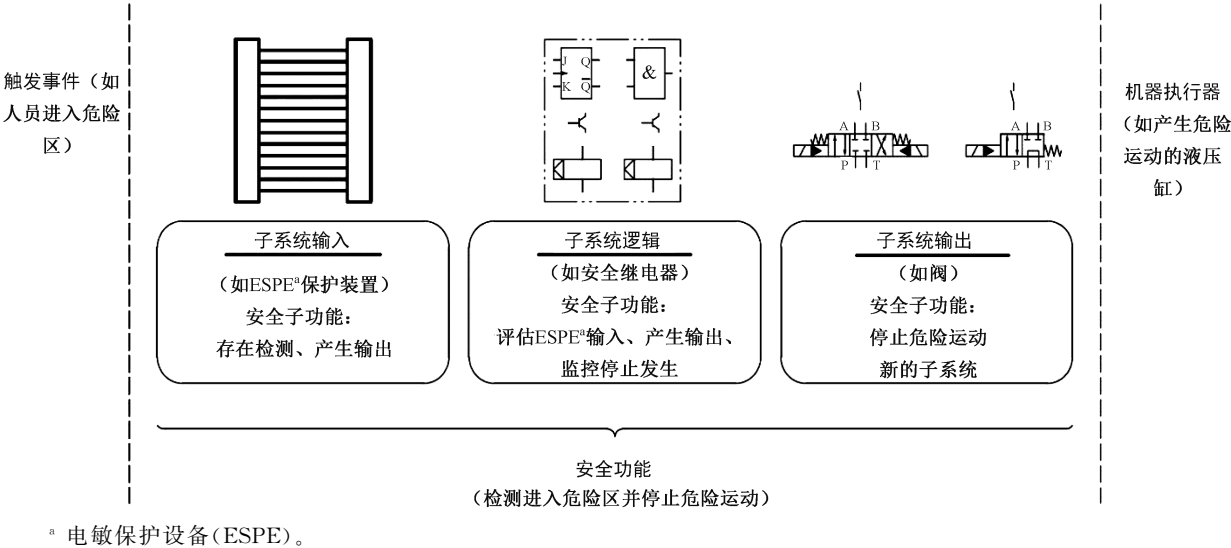 触发事件（如
人员进入危险
区）
J Q
K Q̅
&
A B
P T
A B
P T
机器执行器
（如产生危险
运动的液压
缸）
子系统输入
（如ESPEᵃ保护装置）
安全子功能：
存在检测、产生输出
子系统逻辑
（如安全继电器）
安全子功能：
评估ESPEᵃ输入、产生输出、
监控停止发生
子系统输出
（如阀）
安全子功能：
停止危险运动
新的子系统
安全功能
（检测进入危险区并停止危险运动）
ᵃ 电敏保护设备(ESPE)。